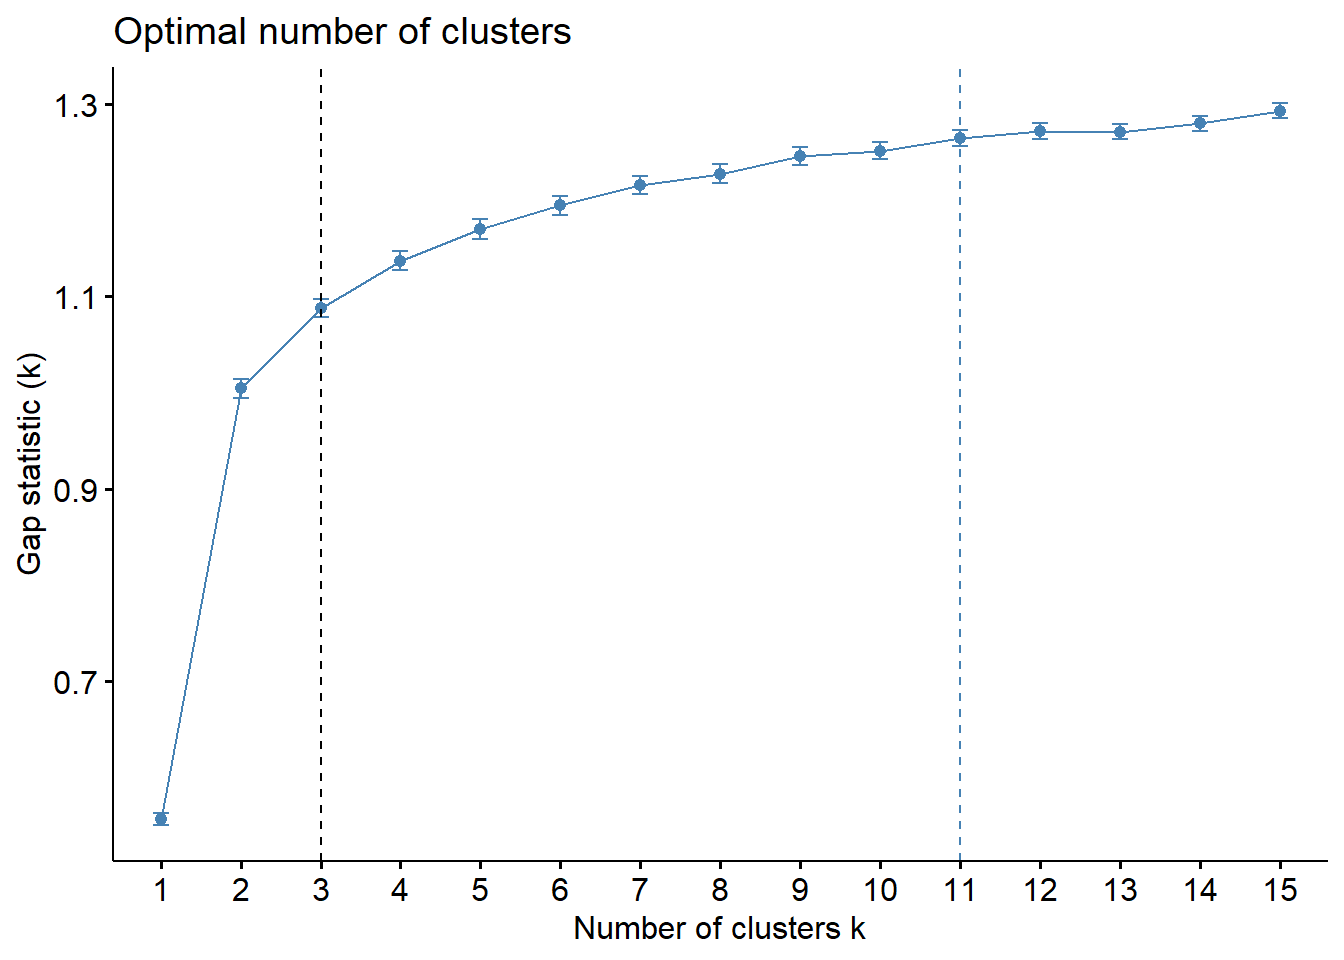 Optimal number of clusters
Gap statistic (k)
1.3
1.1
0.9
0.7
1 2 3 4 5 6 7 8 9 10 11 12 13 14 15
Number of clusters k